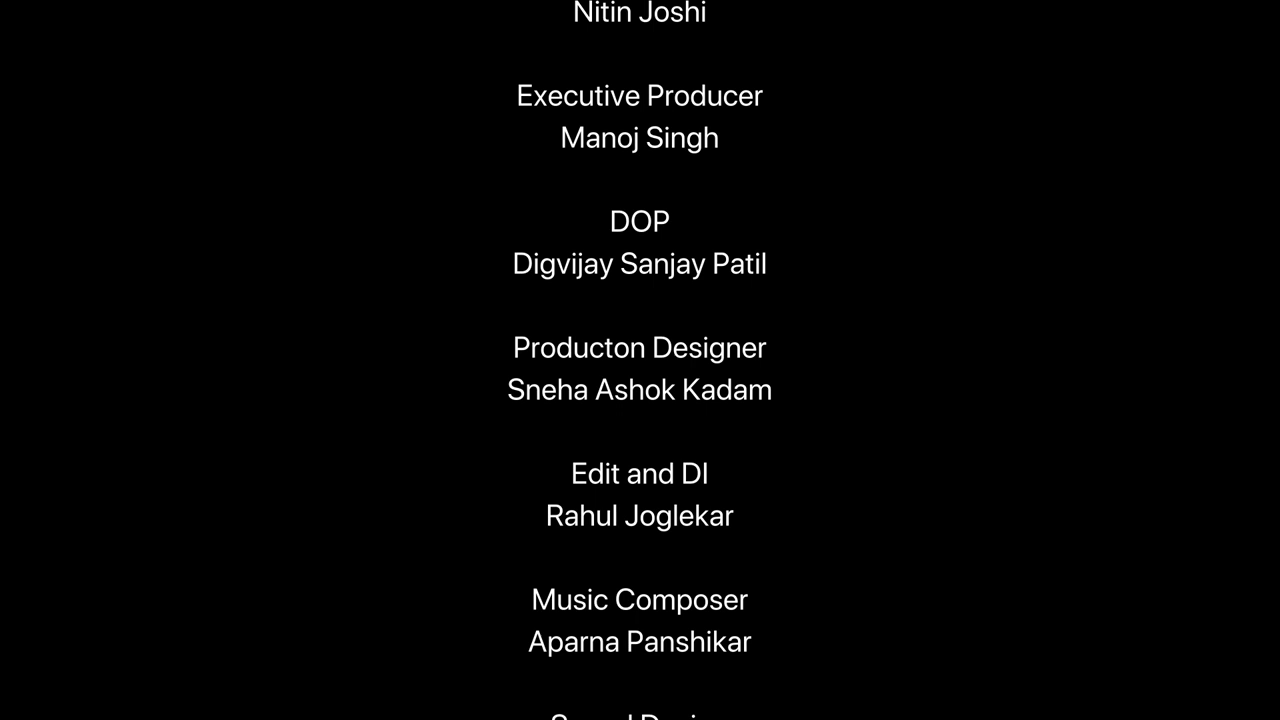 Nitin Joshi
Executive Producer
Manoj Singh
DOP
Digvijay Sanjay Patil
Producton Designer
Sneha Ashok Kadam
Edit and DI
Rahul Joglekar
Music Composer
Aparna Panshikar